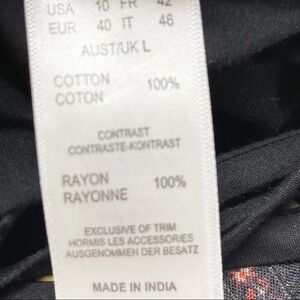 USA 10 FR 42
EUR 40 IT 46
AUST/UK L
COTTON 100%
COTON
CONTRAST
CONTRASTE-KONTRAST
RAYON 100%
RAYONNE
EXCLUSIVE OF TRIM
HORMIS LES ACCESSOIRES
AUSGENOMMEN DER BESATZ
MADE IN INDIA